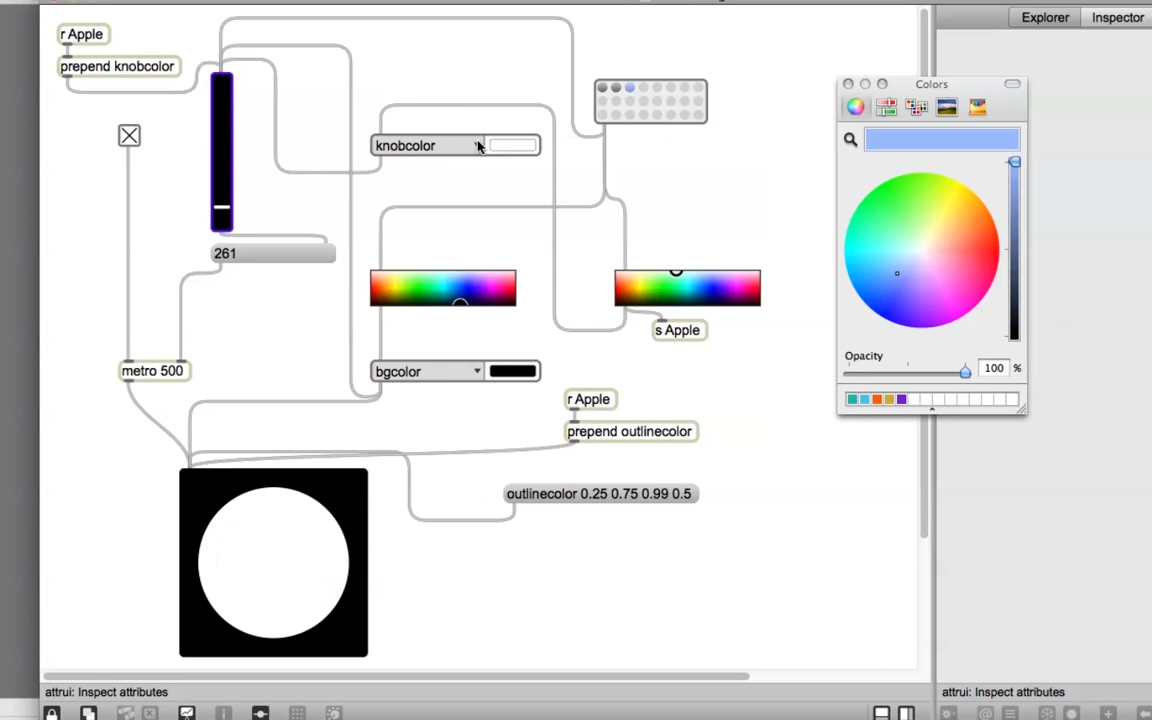 Explorer
Inspector
r Apple
prepend knobcolor
Colors
knobcolor
261
s Apple
Opacity
100 %
metro 500
bgcolor
r Apple
prepend outlinecolor
outlinecolor 0.25 0.75 0.99 0.5
attrui: Inspect attributes
attrui: Inspect attributes